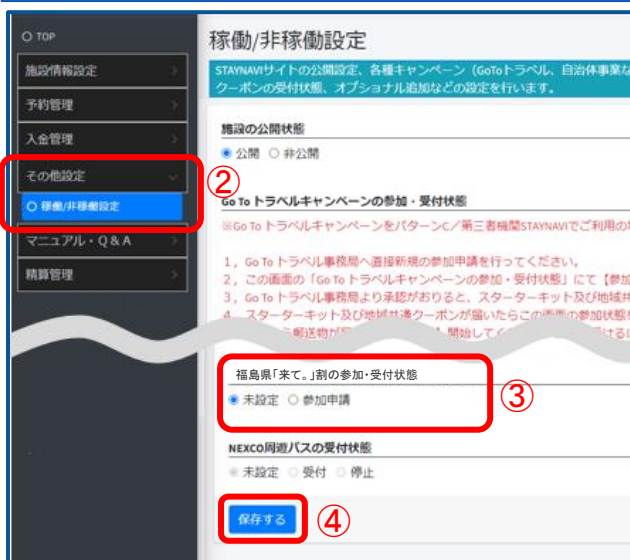 TOP
施設情報設定
予約管理
入金管理
その他設定
稼働/非稼働設定
マニュアル・Q&A
精算管理
②
稼働/非稼働設定
STAYNAVIサイトの公開設定、各種キャンペーン（GoToトラベル、自治体事業な
クーポンの受付状態、オプショナル追加などの設定を行います。
施設の公開状態
公開 非公開
Go To トラベルキャンペーンの参加・受付状態
※Go To トラベルキャンペーンをパターンC／第三者機関STAYNAVIでご利用の
1，Go To トラベル事務局へ直接新規の参加申請を行ってください。
2，この画面の「Go To トラベルキャンペーンの参加・受付状態」にて【参加
3，Go To トラベル事務局より承認がおりると、スターターキット及び地域共
4 スターターキット及び地域共通クーポンが届いたらこの画面の参加状態を
郵送物が 開始してく
福島県「来て。」割の参加・受付状態
未設定 参加申請
③
NEXCO周遊パスの受付状態
未設定 受付 停止
保存する
④